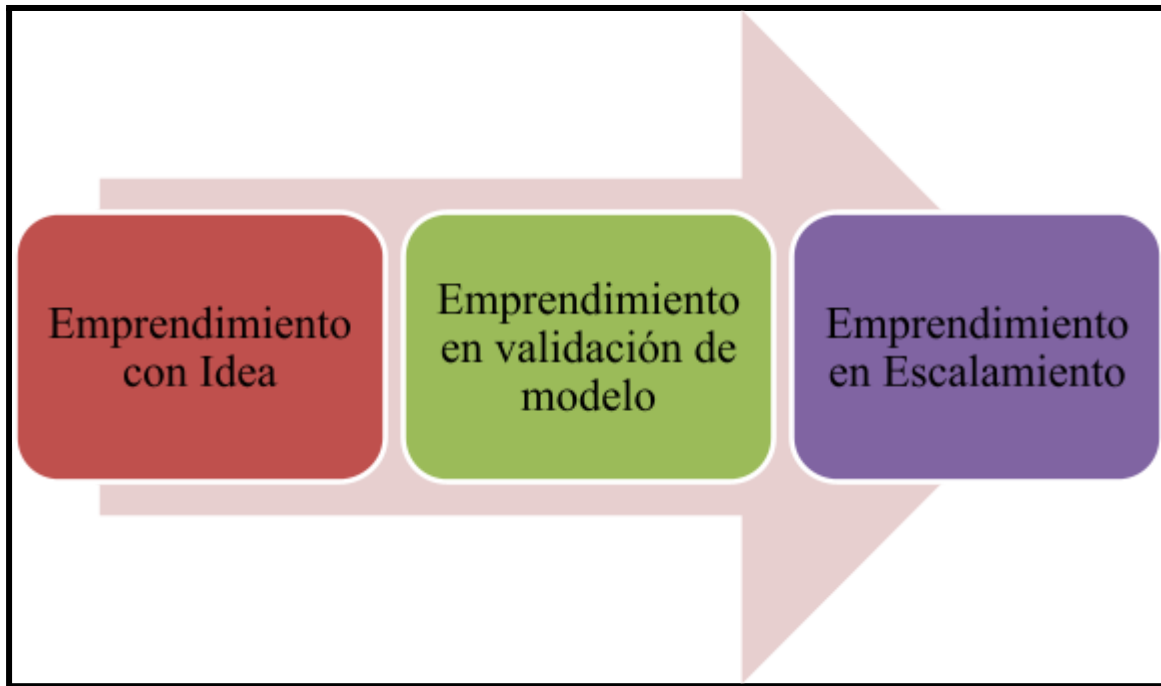 Emprendimiento
con Idea
Emprendimiento
en validación de
modelo
Emprendimiento
en Escalamiento